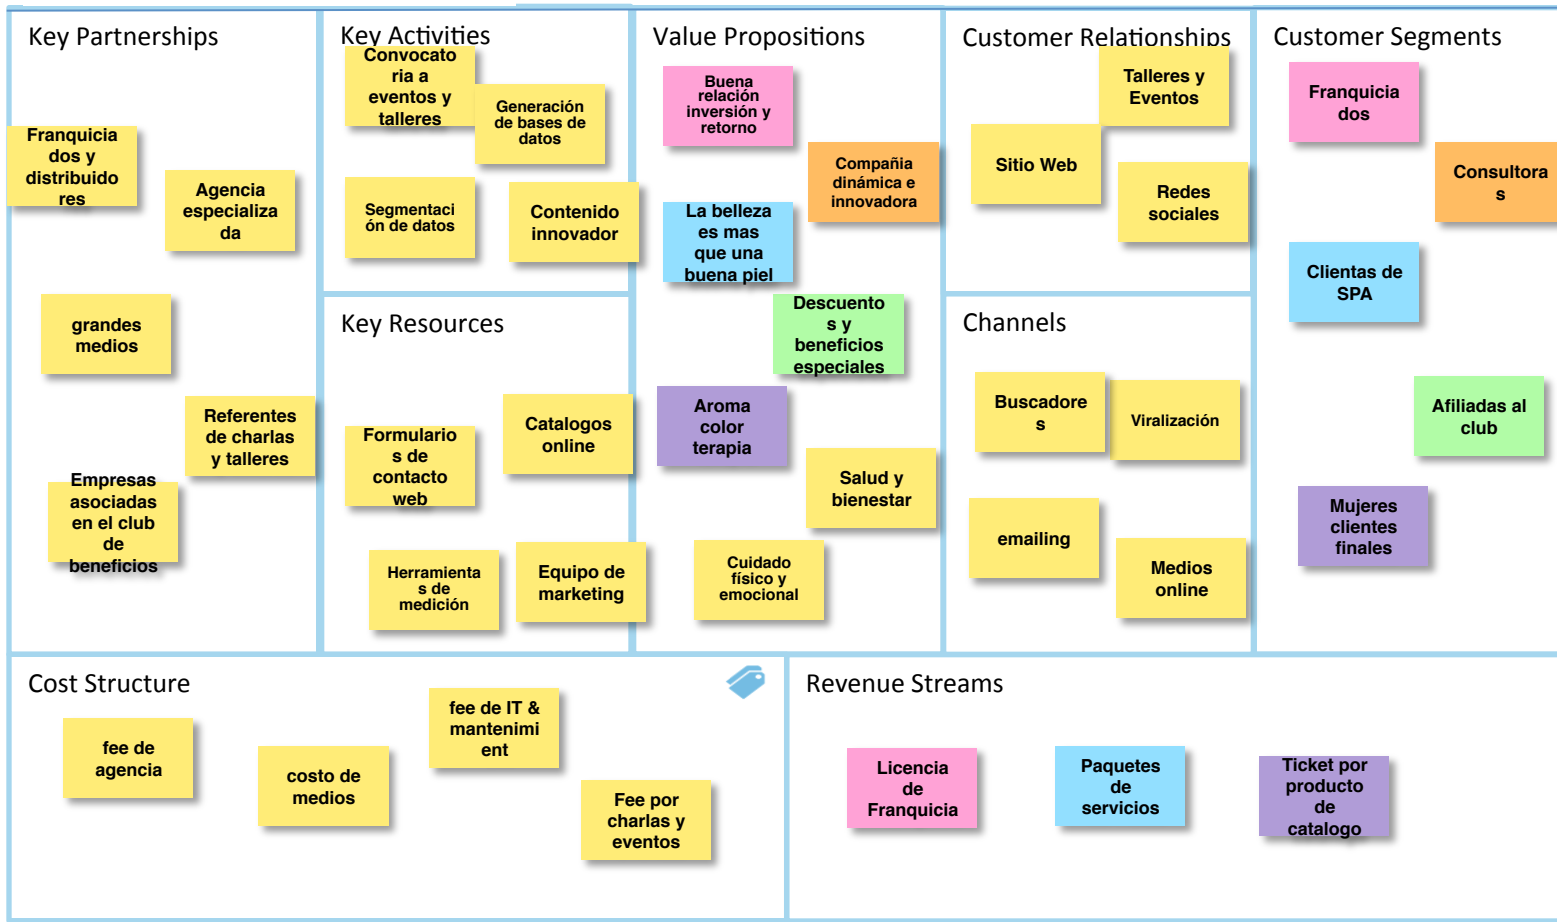 Key Partnerships
Franquicia
dos y
distribuido
res
Agencia
especializa
da
grandes
medios
Referentes
de charlas
y talleres
Empresas
asociadas
en el club
de
beneficios
Key Activities
Convocato
ria a
eventos y
talleres
Generación
de bases de
datos
Segmentaci
ón de datos
Contenido
innovador
Key Resources
Catalogos
online
Formulario
s de
contacto
web
Herramienta
s de
medición
Equipo de
marketing
Value Propositions
Buena
relación
inversión y
retorno
Compañia
dinámica e
innovadora
La belleza
es mas
que una
buena piel
Descuento
s y
beneficios
especiales
Aroma
color
terapia
Salud y
bienestar
Cuidado
físico y
emocional
Customer Relationships
Talleres y
Eventos
Sitio Web
Redes
sociales
Channels
Buscadore
s
Viralización
emailing
Medios
online
Customer Segments
Franquicia
dos
Consultora
s
Clientas de
SPA
Afiliadas al
club
Mujeres
clientes
finales
Cost Structure
fee de
agencia
costo de
medios
fee de IT &
mantenimi
ent
Fee por
charlas y
eventos
Revenue Streams
Licencia
de
Franquicia
Paquetes
de
servicios
Ticket por
producto
de
catalogo